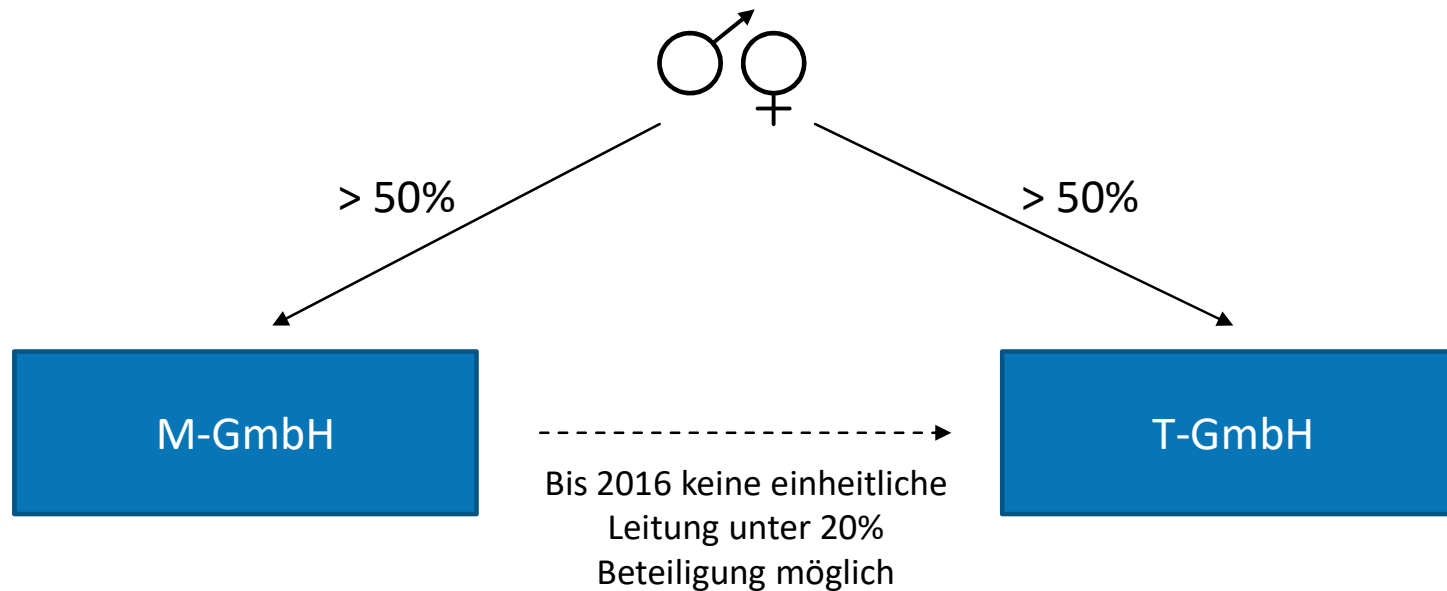 > 50%
> 50%
M-GmbH
T-GmbH
Bis 2016 keine einheitliche
Leitung unter 20%
Beteiligung möglich